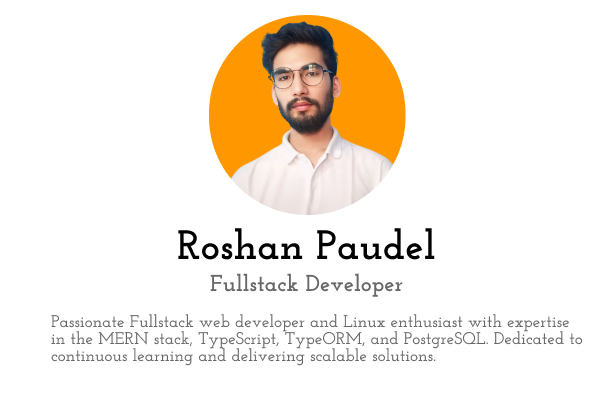 Roshan Paudel
Fullstack Developer
Passionate Fullstack web developer and Linux enthusiast with expertise
in the MERN stack, TypeScript, TypeORM, and PostgreSQL. Dedicated to
continuous learning and delivering scalable solutions.